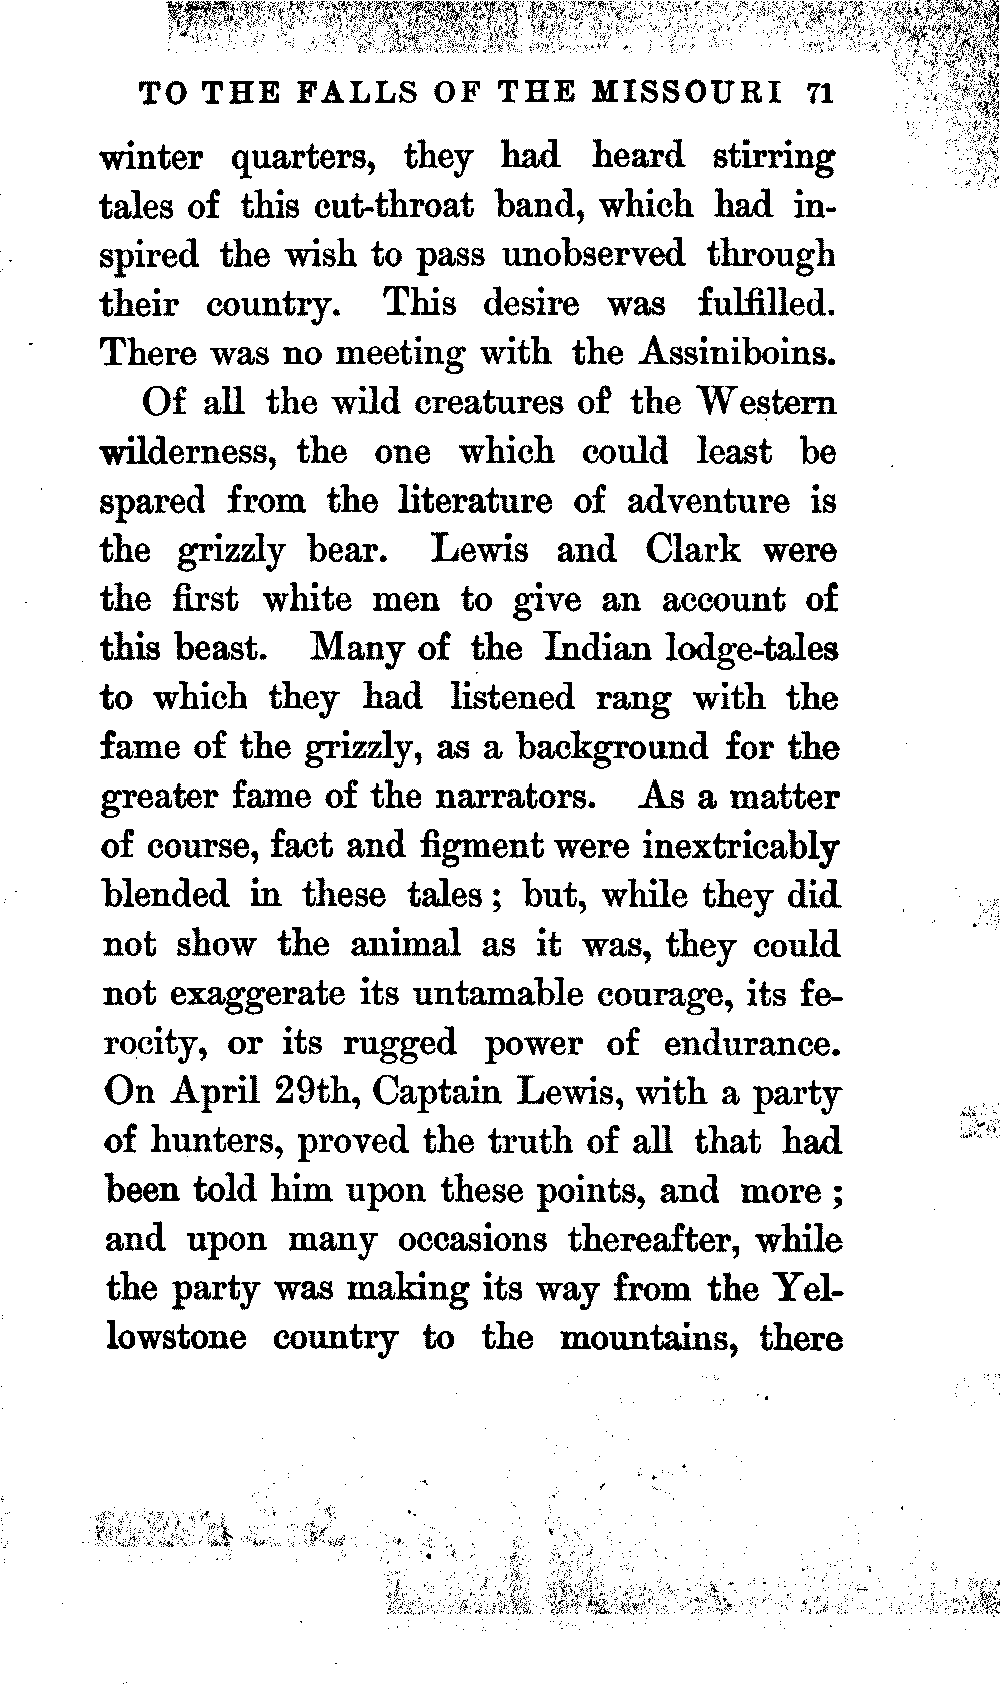 TO THE FALLS OF THE MISSOURI 71
winter quarters, they had heard stirring
tales of this cut-throat band, which had in-
spired the wish to pass unobserved through
their country. This desire was fulfilled.
There was no meeting with the Assiniboins.
Of all the wild creatures of the Western
wilderness, the one which could least be
spared from the literature of adventure is
the grizzly bear. Lewis and Clark were
the first white men to give an account of
this beast. Many of the Indian lodge-tales
to which they had listened rang with the
fame of the grizzly, as a background for the
greater fame of the narrators. As a matter
of course, fact and figment were inextricably
blended in these tales ; but, while they did
not show the animal as it was, they could
not exaggerate its untamable courage, its fe-
rocity, or its rugged power of endurance.
On April 29th, Captain Lewis, with a party
of hunters, proved the truth of all that had
been told him upon these points, and more ;
and upon many occasions thereafter, while
the party was making its way from the Yel-
lowstone country to the mountains, there